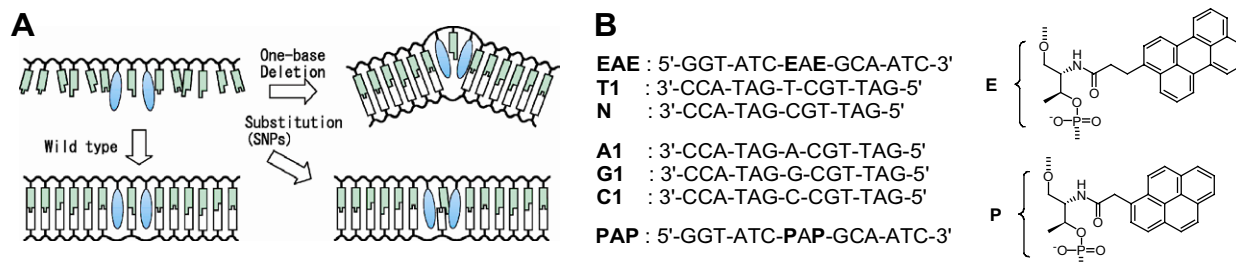 A
One-base
Deletion
Wild type
Substitution
(SNPs)
B
EAE : 5'-GGT-ATC-EAE-GCA-ATC-3'
T1 : 3'-CCA-TAG-T-CGT-TAG-5'
N : 3'-CCA-TAG-CGT-TAG-5'
A1 : 3'-CCA-TAG-A-CGT-TAG-5'
G1 : 3'-CCA-TAG-G-CGT-TAG-5'
C1 : 3'-CCA-TAG-C-CGT-TAG-5'
PAP : 5'-GGT-ATC-PAP-GCA-ATC-3'
E
O
H
N
O
O
-O-P=O
P
O
H
N
O
O
-O-P=O